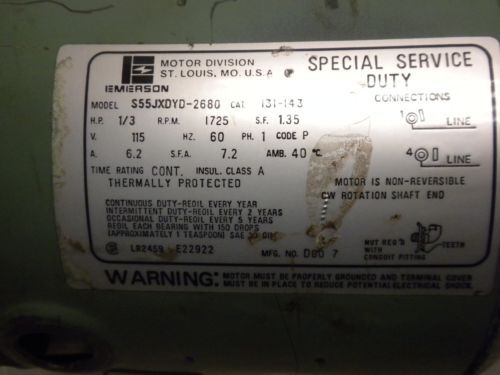 MOTOR DIVISION
ST. LOUIS, MO. U.S.A
EMERSON
SPECIAL SERVICE
DUTY
MODEL S55JXDYD-2680 CAT. 131-143
CONNECTIONS
H.P. 1/3 R.P.M. 1725 S.F. 1.35
1 LINE
V. 115 HZ. 60 PH. 1 CODE P
A. 6.2 S.F.A. 7.2 AMB. 40 °C
4 LINE
TIME RATING CONT. INSUL. CLASS A
THERMALLY PROTECTED
MOTOR IS NON-REVERSIBLE
CW ROTATION SHAFT END
CONTINUOUS DUTY-REOIL EVERY YEAR
INTERMITTENT DUTY-REOIL EVERY 2 YEARS
OCCASIONAL DUTY-REOIL EVERY 5 YEARS
REOIL EACH BEARING WITH 150 DROPS
(APPROXIMATELY 1 TEASPOON) SAE 20 OIL
NUT REQ'D WITH CONDUIT FITTING
TEETH
LR2459 E22922
MFG. NO. D80 7
WARNING: MOTOR MUST BE PROPERLY GROUNDED AND TERMINAL COVER
MUST BE IN PLACE TO REDUCE POTENTIAL ELECTRICAL SHOCK.